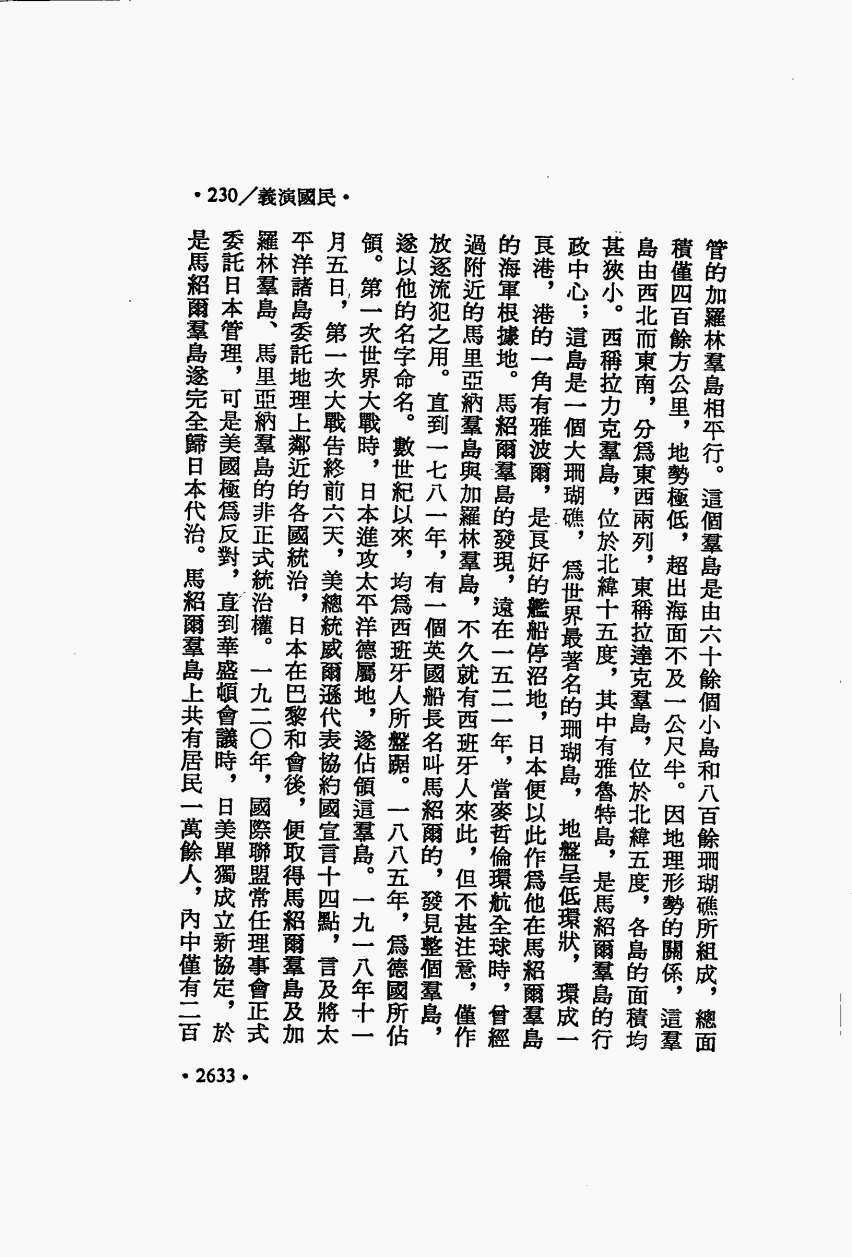 •230／義演國民•
管的加羅林羣島相平行。這個羣島是由六十餘個小島和八百餘珊瑚礁所組成，總面
積僅四百餘方公里，地勢極低，超出海面不及一公尺半。因地理形勢的關係，這羣
島由西北而東南，分爲東西兩列，東稱拉達克羣島，位於北緯五度，各島的面積均
甚狹小。西稱拉力克羣島，位於北緯十五度，其中有雅魯特島，是馬紹爾羣島的行
政中心；這島是一個大珊瑚礁，爲世界最著名的珊瑚島，地盤呈低環狀，環成一
良港，港的一角有雅波爾，是良好的艦船停沼地，日本便以此作爲他在馬紹爾羣島
的海軍根據地。馬紹爾羣島的發現，遠在一五二一年，當麥哲倫環航全球時，曾經
過附近的馬里亞納羣島與加羅林羣島，不久就有西班牙人來此，但不甚注意，僅作
放逐流犯之用。直到一七八一年，有一個英國船長名叫馬紹爾的，發見整個羣島，
遂以他的名字命名。數世紀以來，均爲西班牙人所盤踞。一八八五年，爲德國所佔
領。第一次世界大戰時，日本進攻太平洋德屬地，遂佔領這羣島。一九一八年十一
月五日，第一次大戰告終前六天，美總統威爾遜代表協約國宣言十四點，言及將太
平洋諸島委託地理上鄰近的各國統治，日本在巴黎和會後，便取得馬紹爾羣島及加
羅林羣島、馬里亞納羣島的非正式統治權。一九二〇年，國際聯盟常任理事會正式
委託日本管理，可是美國極爲反對，直到華盛頓會議時，日美單獨成立新協定，於
是馬紹爾羣島遂完全歸日本代治。馬紹爾羣島上共有居民一萬餘人，內中僅有二百
•2633•